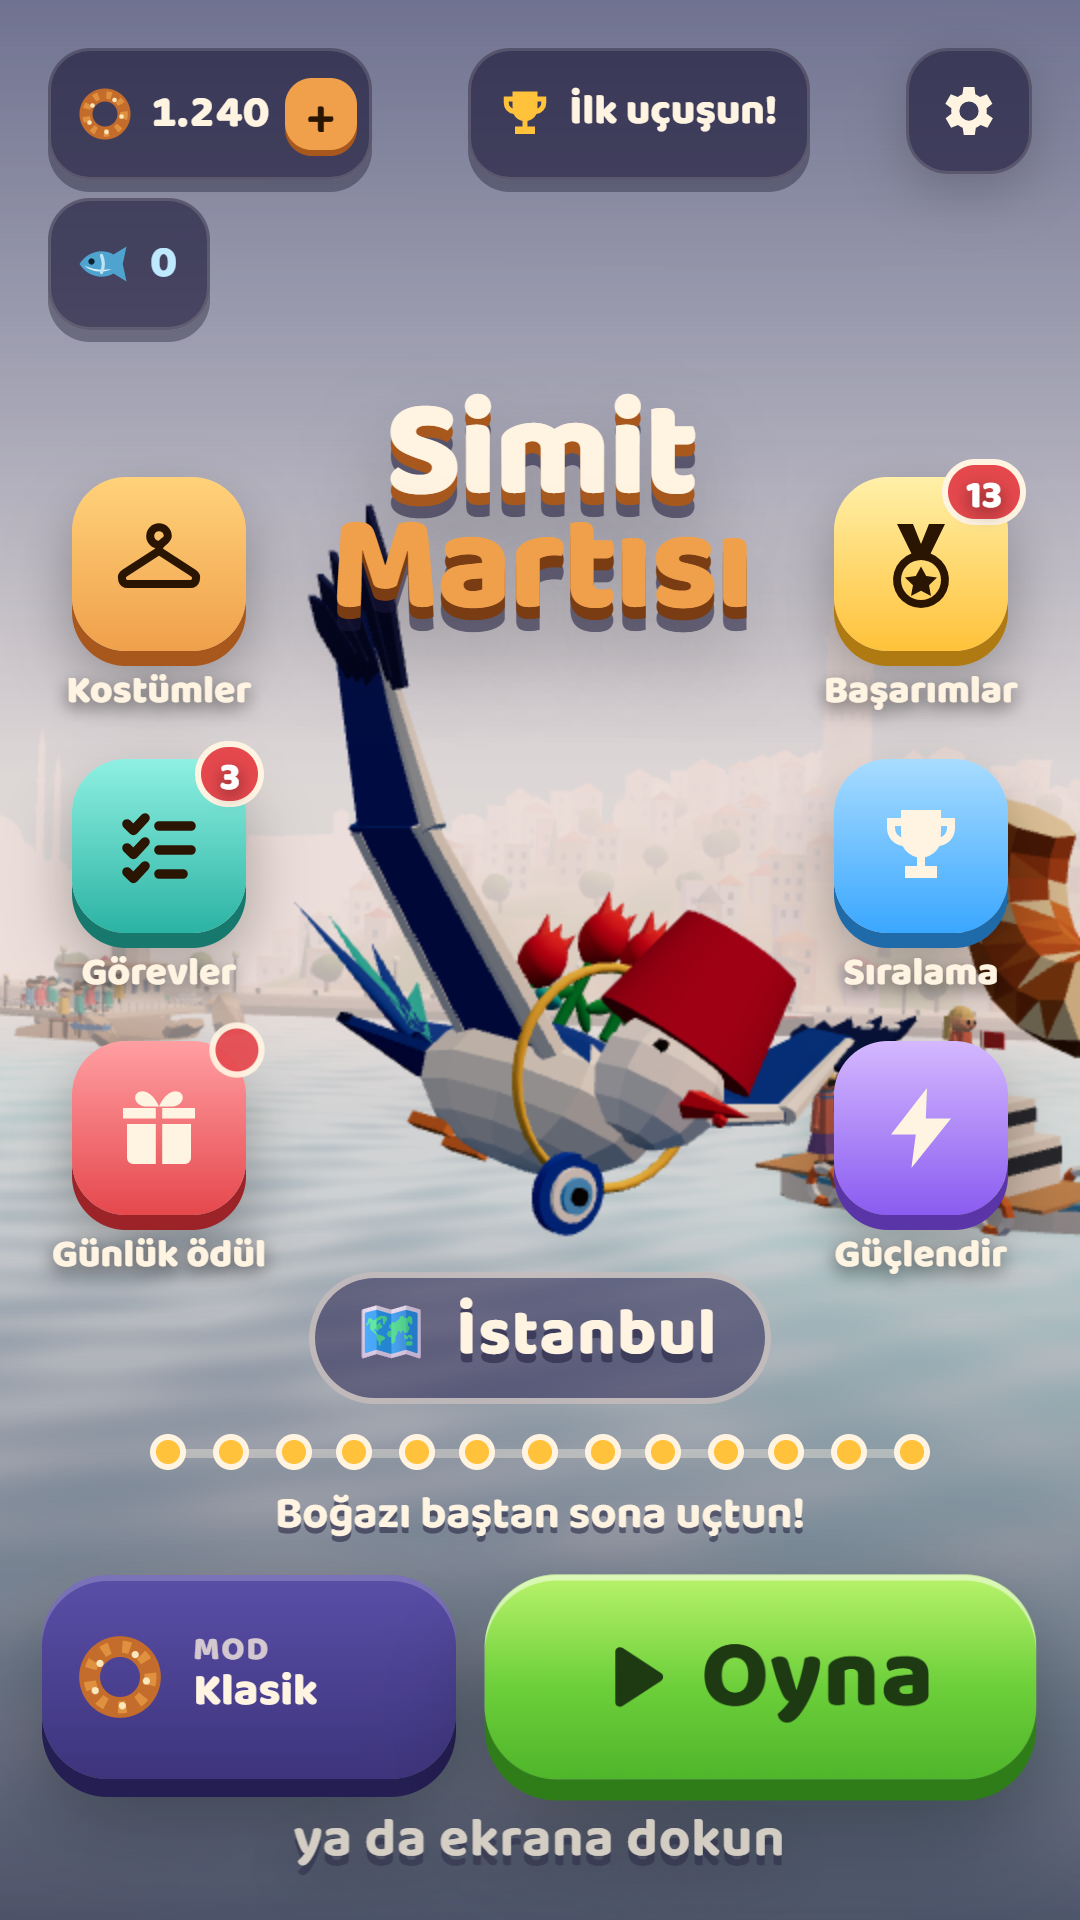 1.240
+
İlk uçuşun!
0
Simit
Martısı
13
Kostümler
Başarımlar
3
Görevler
Sıralama
Günlük ödül
Güçlendir
İstanbul
Boğazı baştan sona uçtun!
MOD
Klasik
Oyna
ya da ekrana dokun